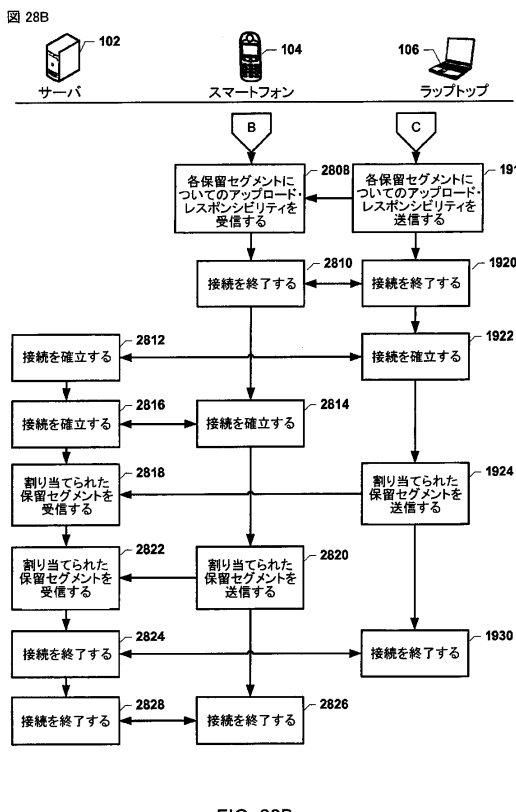 図 28B
102
104
106
サーバ
スマートフォン
ラップトップ
B
C
2808
各保留セグメントに
ついてのアップロード・
レスポンシビリティを
受信する
191
各保留セグメントに
ついてのアップロード・
レスポンシビリティを
送信する
2810
接続を終了する
1920
接続を終了する
2812
接続を確立する
1922
接続を確立する
2816
接続を確立する
2814
接続を確立する
2818
割り当てられた
保留セグメントを
受信する
1924
割り当てられた
保留セグメントを
送信する
2822
割り当てられた
保留セグメントを
受信する
2820
割り当てられた
保留セグメントを
送信する
2824
接続を終了する
1930
接続を終了する
2828
接続を終了する
2826
接続を終了する